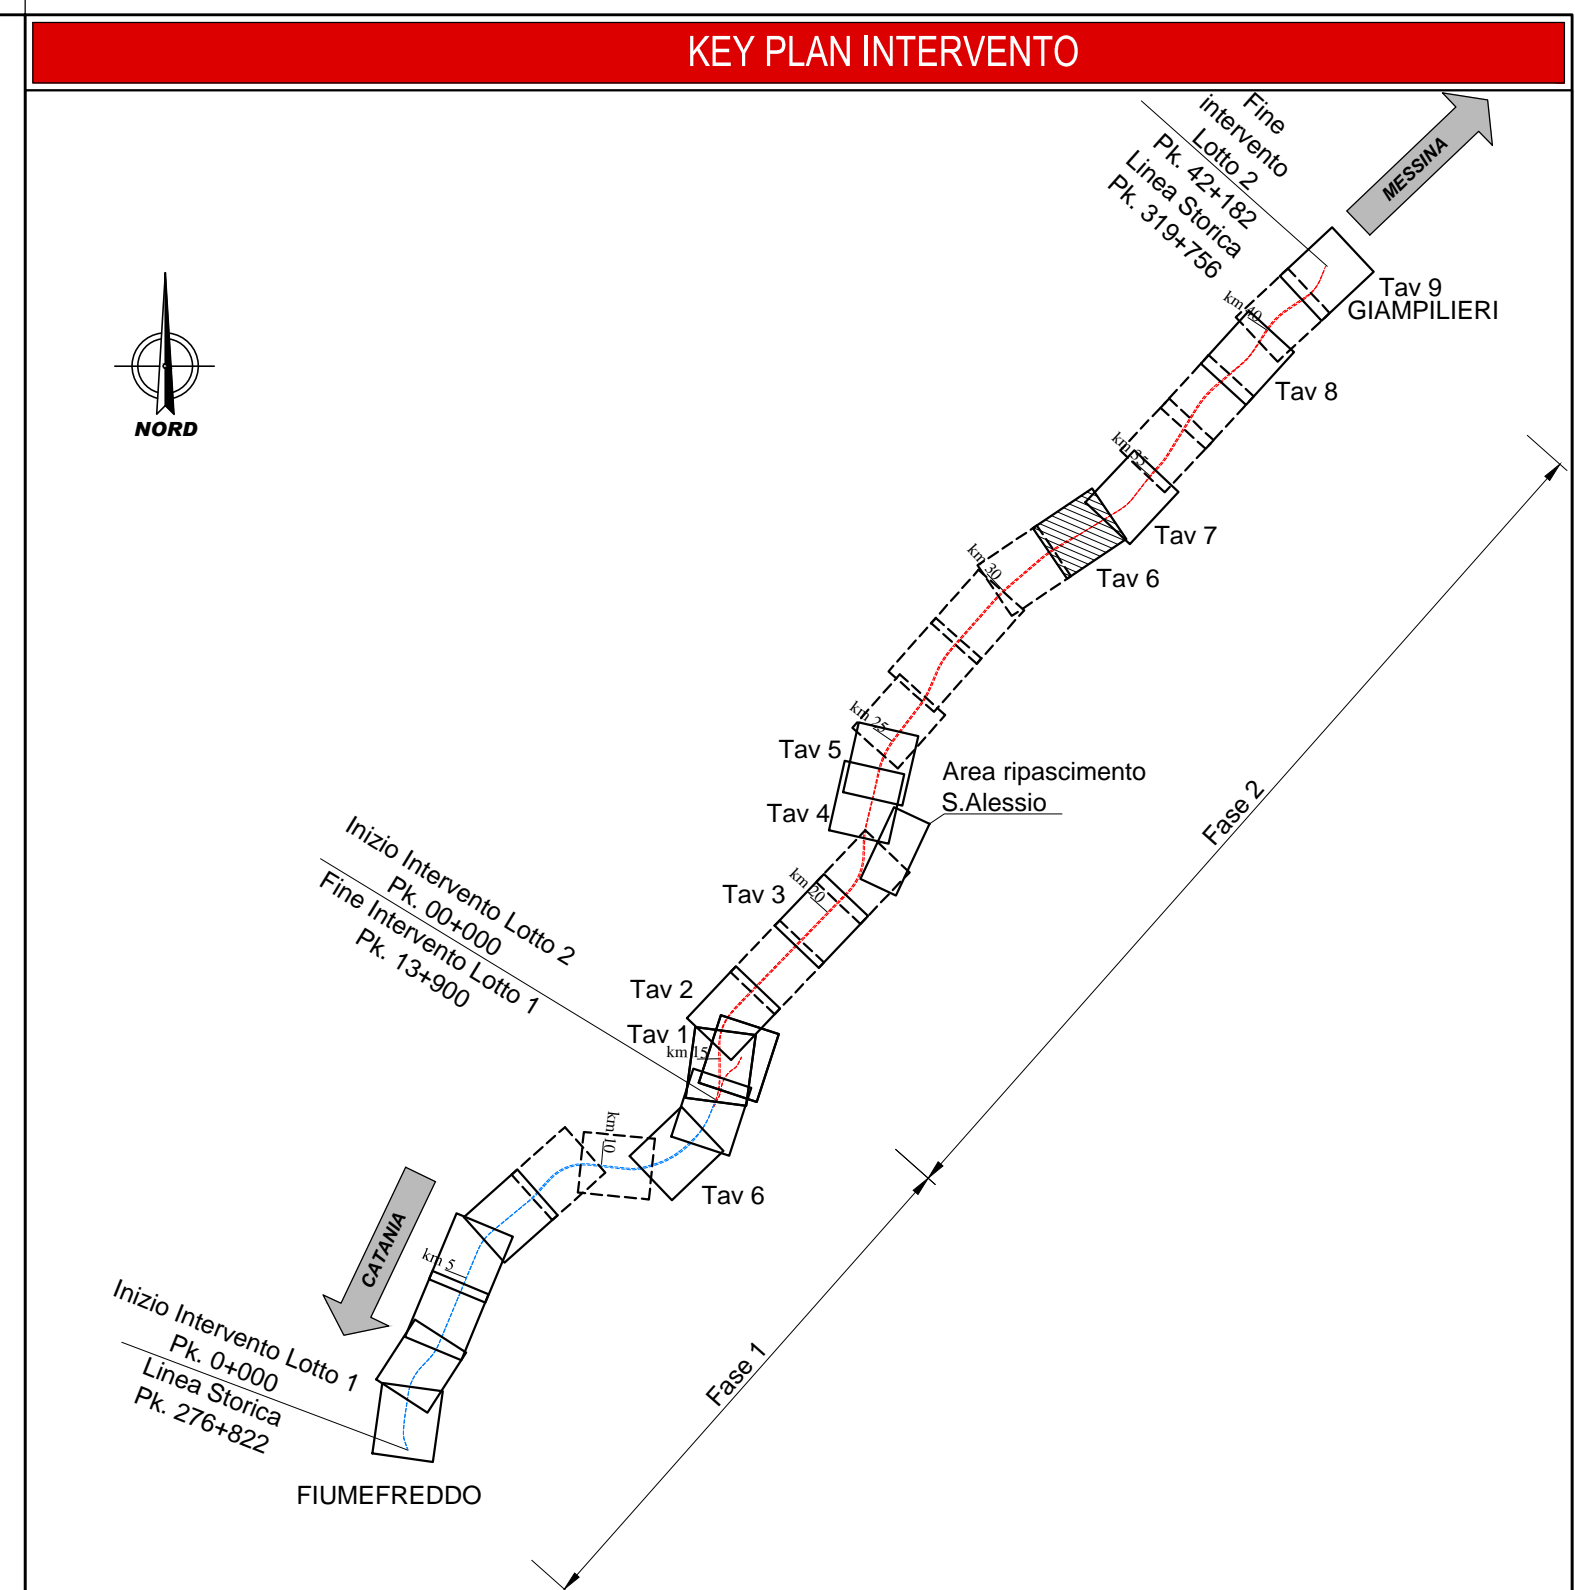 KEY PLAN INTERVENTO
Fine
intervento
Lotto 2
Pk. 42+182
Linea Storica
Pk. 319+756
MESSINA
NORD
Tav 9
GIAMPILIERI
km 40
Tav 8
km 35
Tav 7
Tav 6
km 30
km 25
Tav 5
Area ripascimento
S.Alessio
Tav 4
Fase 2
Tav 3
km 20
Inizio Intervento Lotto 2
Pk. 00+000
Fine Intervento Lotto 1
Pk. 13+900
Tav 2
Tav 1
km 15
km 10
Tav 6
CATANIA
km 5
Inizio Intervento Lotto 1
Pk. 0+000
Linea Storica
Pk. 276+822
Fase 1
FIUMEFREDDO